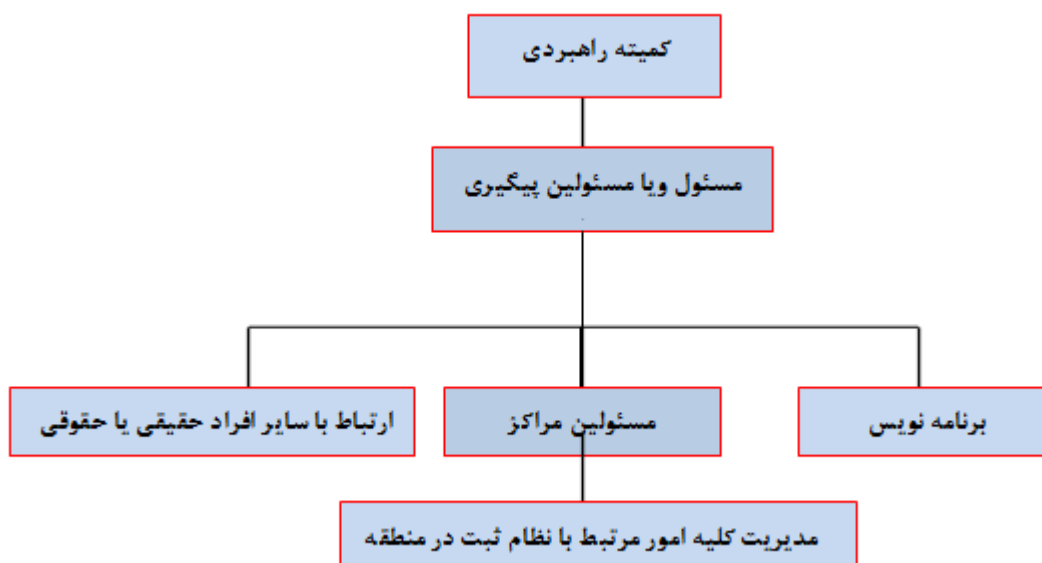 کمیته راهبردی
مسئول ویا مسئولین پیگیری
برنامه نویس
مسئولین مراکز
ارتباط با سایر افراد حقیقی یا حقوقی
مدیریت کلیه امور مرتبط با نظام ثبت در منطقه